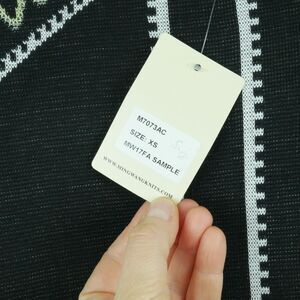 M7073AC
SIZE: XS
MW17FA SAMPLE
WWW.MINGWANGKNITS.COM